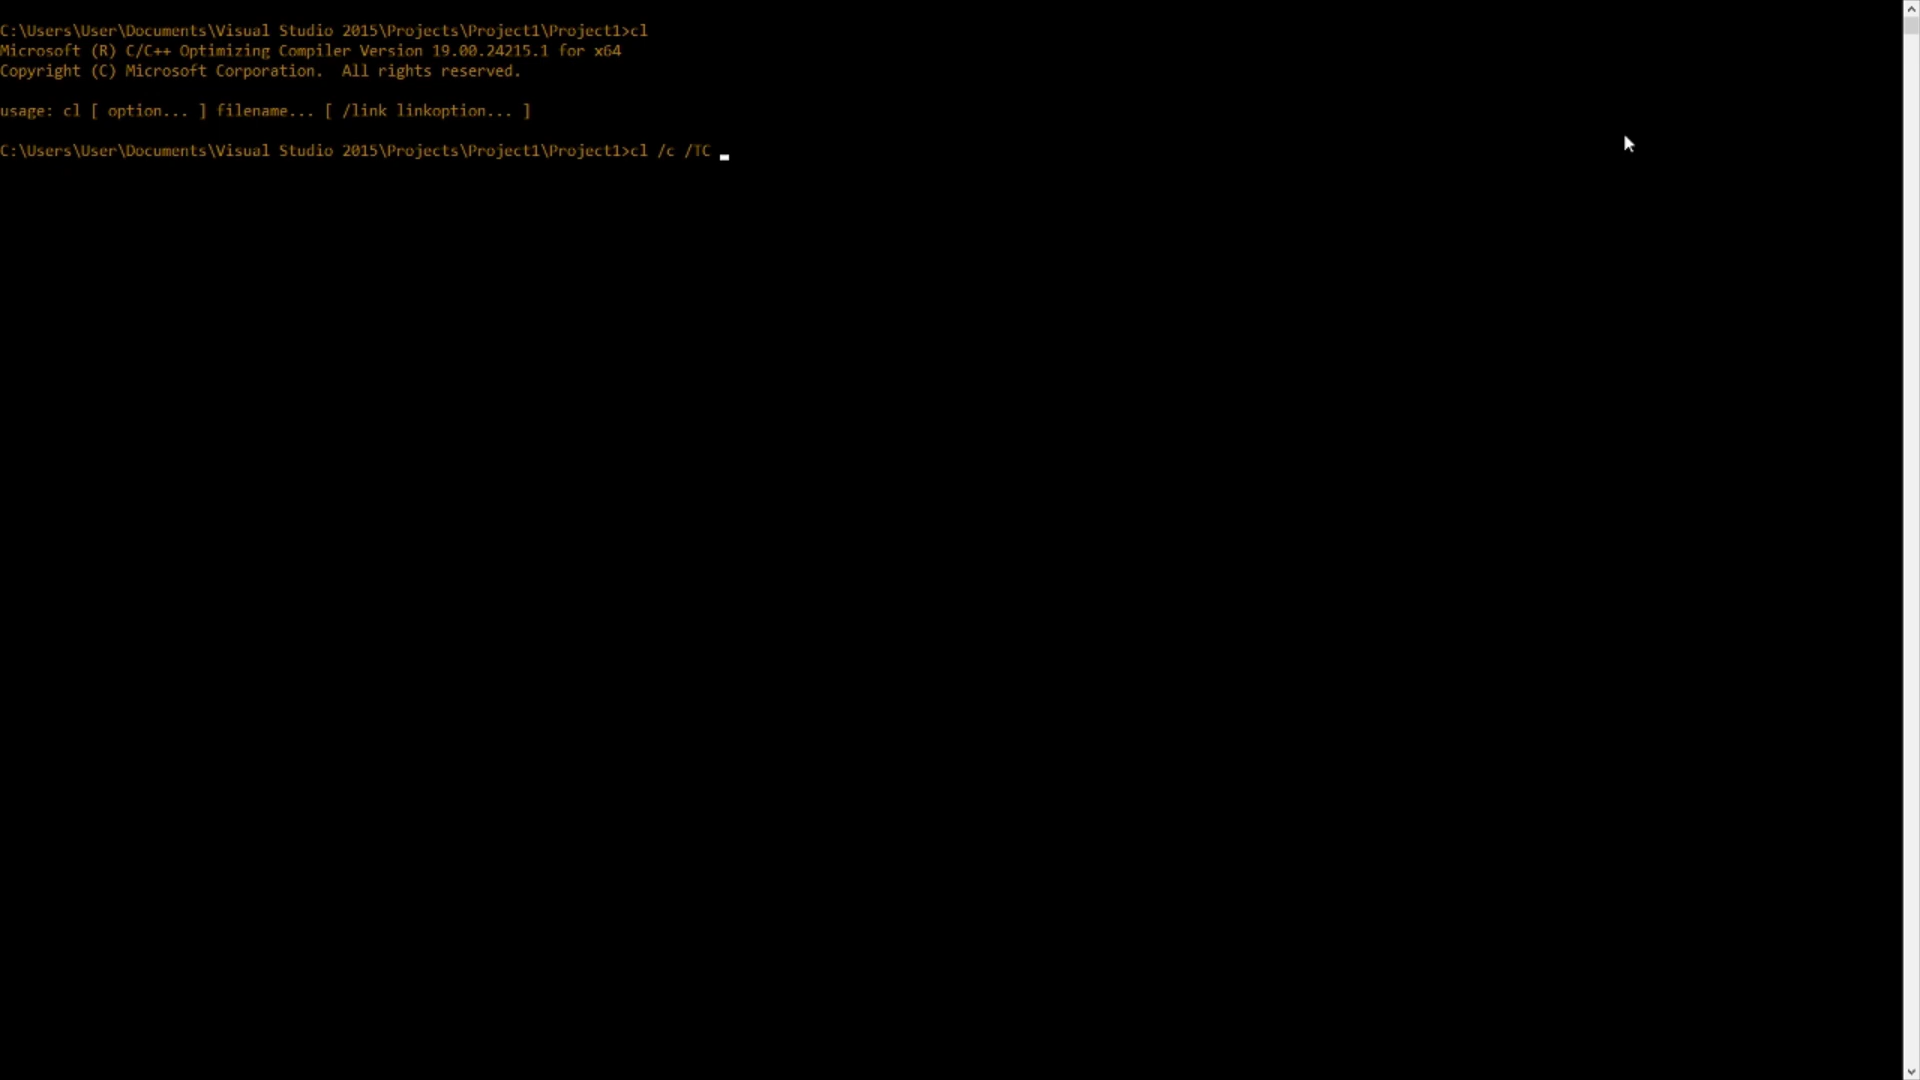 C:\Users\User\Documents\Visual Studio 2015\Projects\Project1\Project1>cl
Microsoft (R) C/C++ Optimizing Compiler Version 19.00.24215.1 for x64
Copyright (C) Microsoft Corporation.  All rights reserved.
usage: cl [ option... ] filename... [ /link linkoption... ]
C:\Users\User\Documents\Visual Studio 2015\Projects\Project1\Project1>cl /c /TC